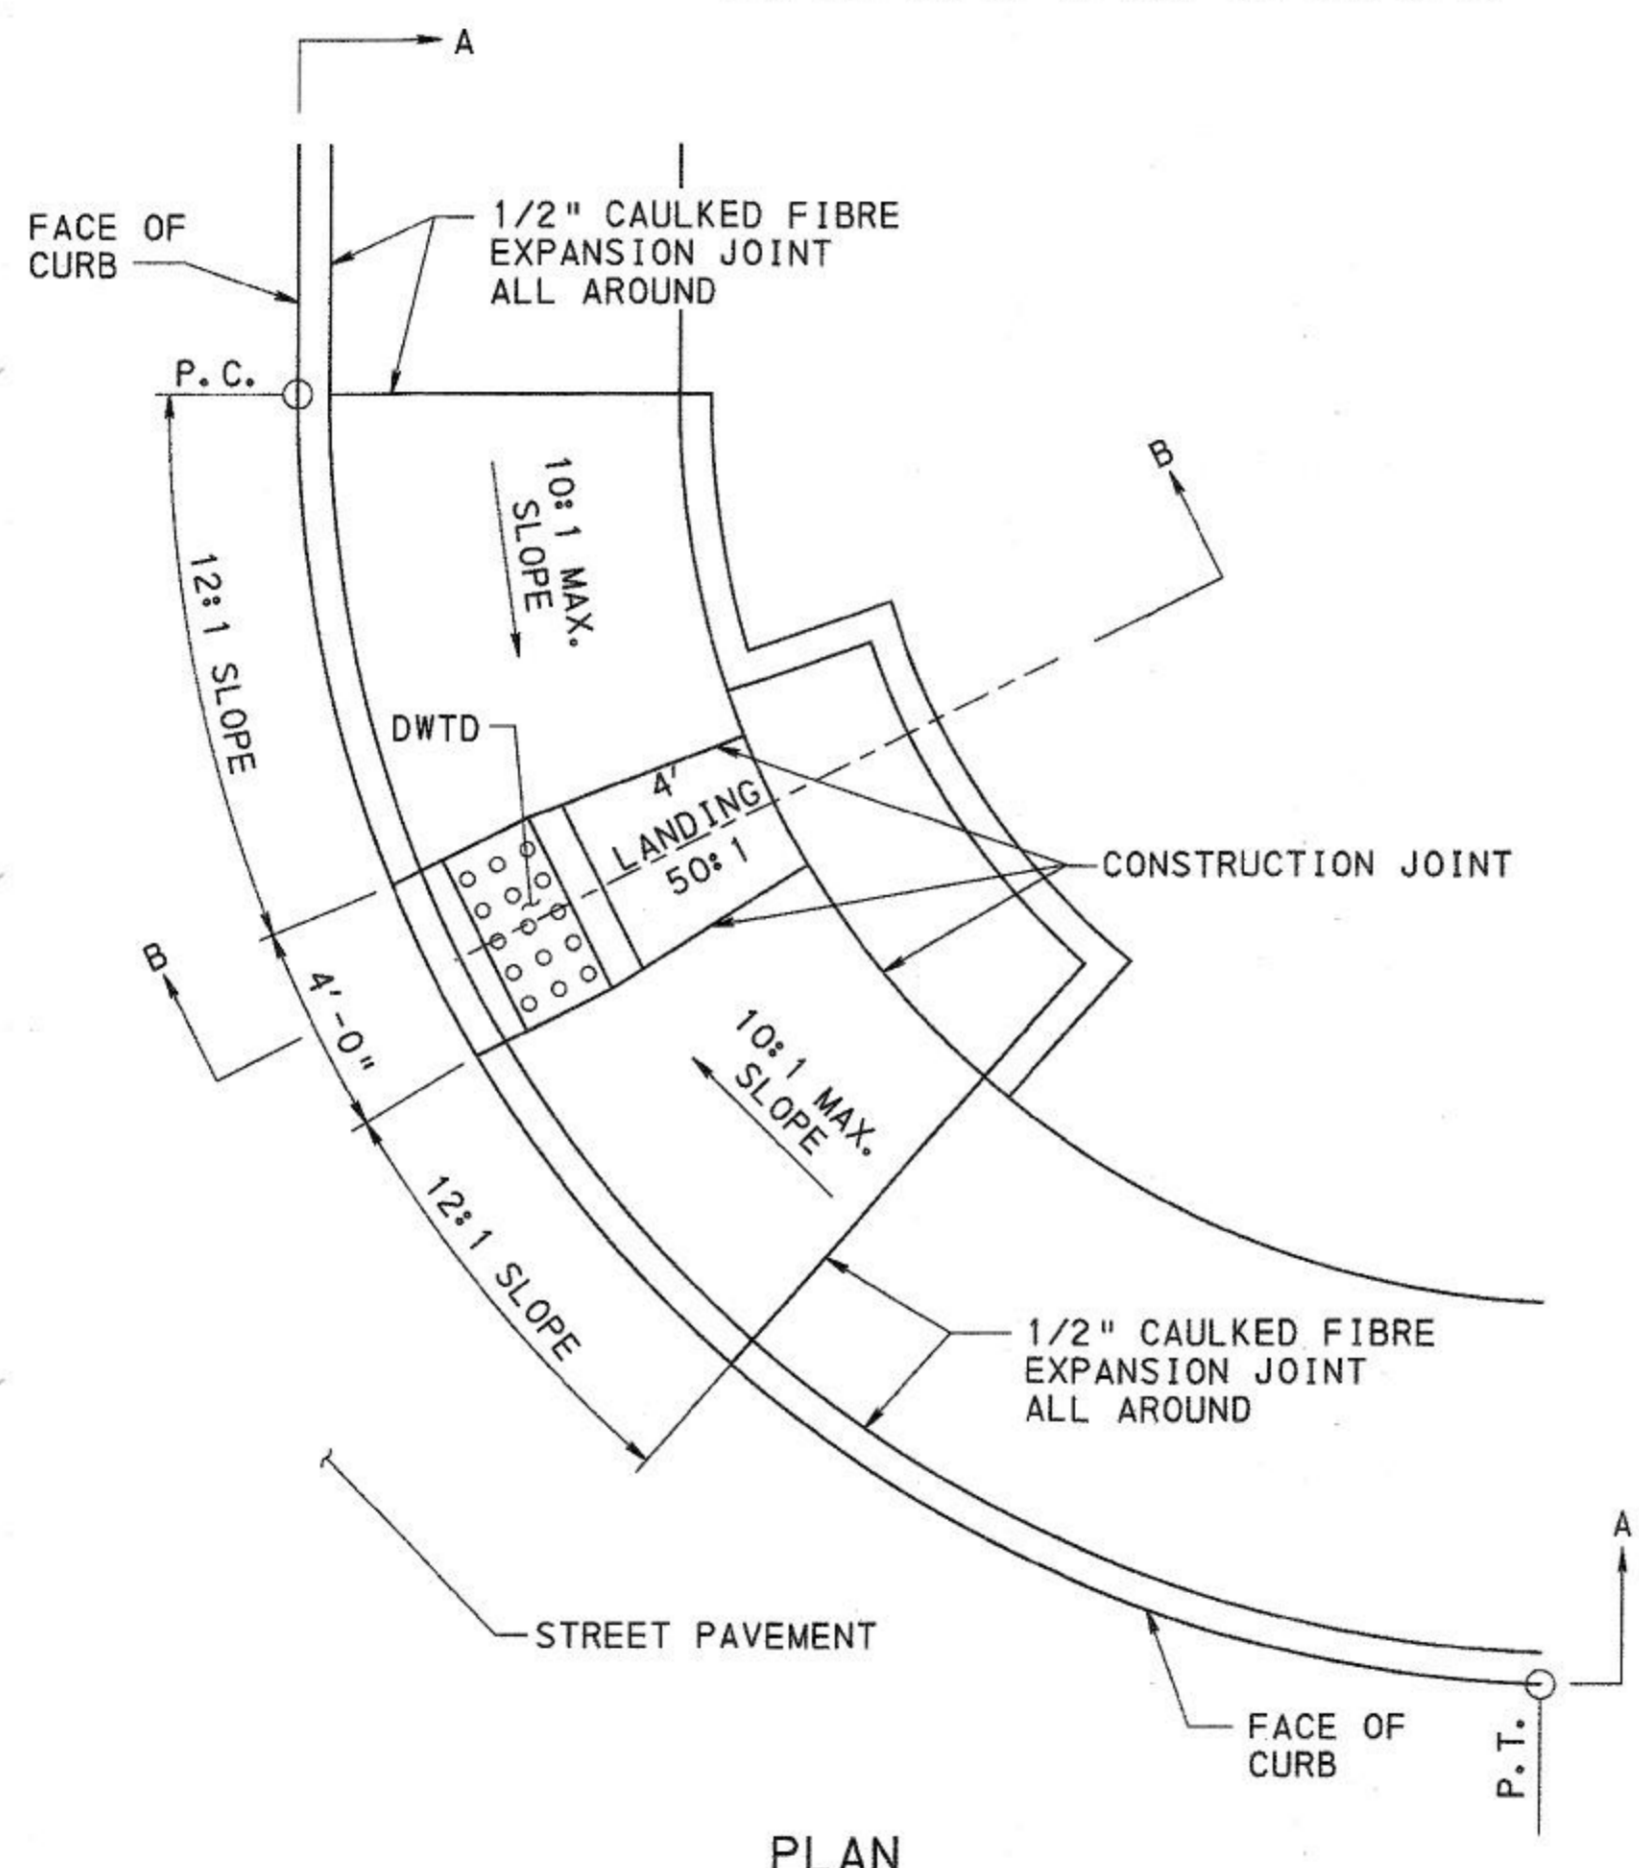 A
FACE OF
CURB
1/2" CAULKED FIBRE
EXPANSION JOINT
ALL AROUND
P.C.
B
10:1 MAX.
SLOPE
12:1 SLOPE
DWTD
4'
LANDING
50:1
CONSTRUCTION JOINT
B
4'-0"
10:1 MAX.
SLOPE
12:1 SLOPE
1/2" CAULKED FIBRE
EXPANSION JOINT
ALL AROUND
A
STREET PAVEMENT
FACE OF
CURB
P.T.
PLAN